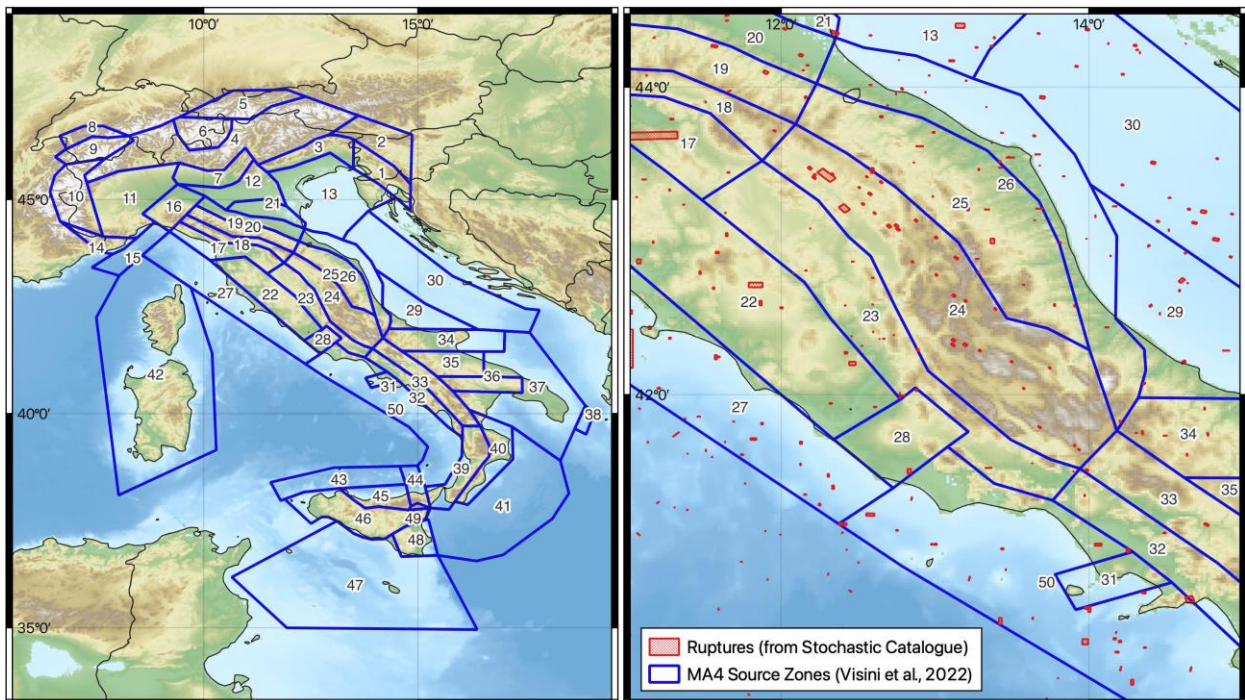 10°0' 15°0'
5
8 6 2
9 4 3
7 1
45°0' 10 11 12 13
16 21
14 19 20
15 17 18
25 26 30
27 22 23 24
29
28 34
42 35
31 33 36 37
40°0' 32
50 38
40
39
43 44 41
45
46 49
48
47
35°0'
12°0' 14°0'
21
20 13
19
44°0'
18 30
17
26
25
22 23 24 29
42°0'
27
28 34
35
33
32
50 31
Ruptures (from Stochastic Catalogue)
MA4 Source Zones (Visini et al., 2022)